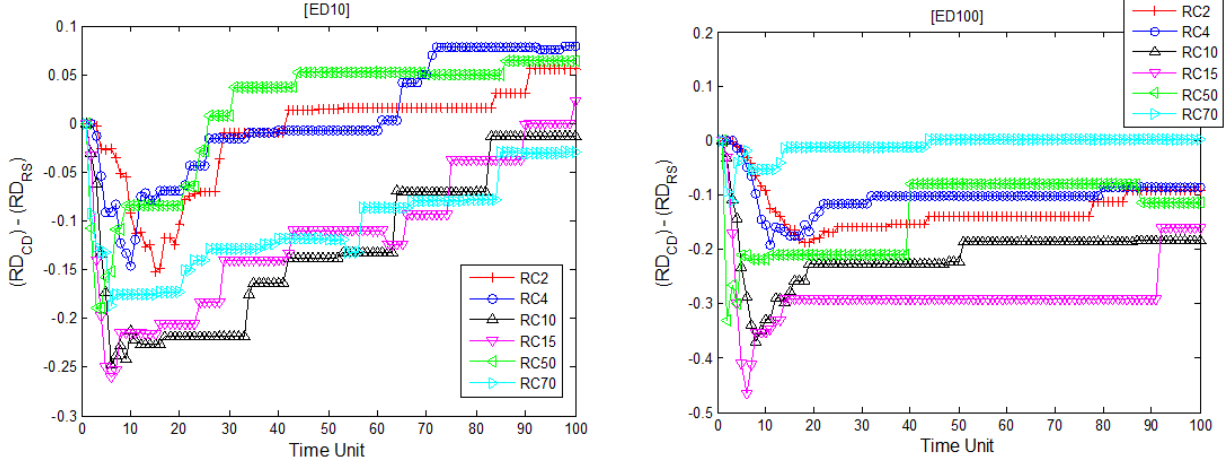 [ED10]
0.1
0.05
0
-0.05
-0.1
-0.15
-0.2
-0.25
-0.3
(RD_CD) - (RD_RS)
0 10 20 30 40 50 60 70 80 90 100
Time Unit
RC2
RC4
RC10
RC15
RC50
RC70
[ED100]
0.2
0.1
0
-0.1
-0.2
-0.3
-0.4
-0.5
(RD_CD) - (RD_RS)
0 10 20 30 40 50 60 70 80 90 100
Time Unit
RC2
RC4
RC10
RC15
RC50
RC70